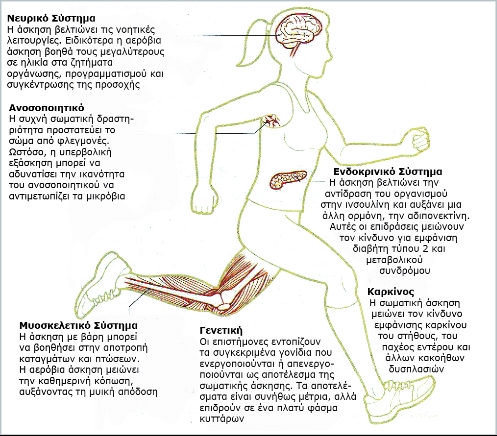 Νευρικό Σύστημα
Η άσκηση βελτιώνει τις νοητικές
λειτουργίες. Ειδικότερα η αερόβια
άσκηση βοηθά τους μεγαλύτερους
σε ηλικία στα ζητήματα
οργάνωσης, προγραμματισμού και
συγκέντρωσης της προσοχής
Ανοσοποιητικό
Η συχνή σωματική δραστη-
ριότητα προστατεύει το
σώμα από φλεγμονές.
Ωστόσο, η υπερβολική
εξάσκηση μπορεί να
αδυνατίσει την ικανότητα
του ανοσοποιητικού να
αντιμετωπίζει τα μικρόβια
Ενδοκρινικό Σύστημα
Η άσκηση βελτιώνει την
αντίδραση του οργανισμού
στην ινσουλίνη και αυξάνει μια
άλλη ορμόνη, την αδιπονεκτίνη.
Αυτές οι επιδράσεις μειώνουν
τον κίνδυνο για εμφάνιση
διαβήτη τύπου 2 και
μεταβολικού
συνδρόμου
Καρκίνος
Η σωματική άσκηση
μειώνει τον κίνδυνο
εμφάνισης καρκίνου
του στήθους, του
παχέος εντέρου και
άλλων κακοήθων
δυσπλασιών
Μυοσκελετικό Σύστημα
Η άσκηση με βάρη μπορεί
να βοηθήσει στην αποτροπή
καταγμάτων και πτώσεων.
Η αερόβια άσκηση μειώνει
την καθημερινή κόπωση,
αυξάνοντας τη μυική απόδοση
Γενετική
Οι επιστήμονες εντοπίζουν
τα συγκεκριμένα γονίδια που
ενεργοποιούνται ή απενεργο-
ποιούνται ως αποτέλεσμα της
σωματικής άσκησης. Τα αποτελέ-
σματα είναι συνήθως μέτρια, αλλά
επιδρούν σε ένα πλατύ φάσμα
κυττάρων